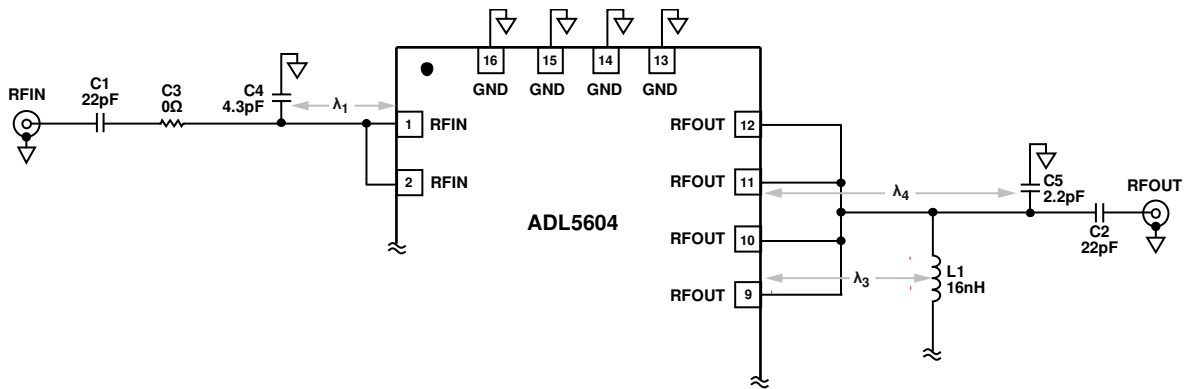 16
15
14
13
GND
GND
GND
GND
RFIN
C1
22pF
C3
0Ω
C4
4.3pF
λ1
1
RFIN
2
RFIN
ADL5604
RFOUT
12
RFOUT
11
RFOUT
10
RFOUT
9
λ4
λ3
C5
2.2pF
RFOUT
C2
22pF
L1
16nH